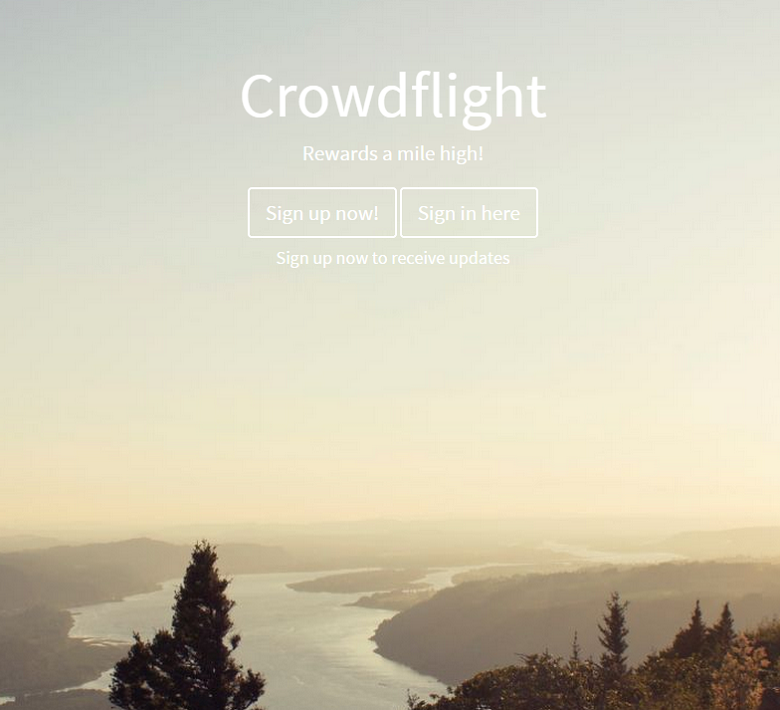 Crowdflight
Rewards a mile high!
Sign up now! Sign in here
Sign up now to receive updates